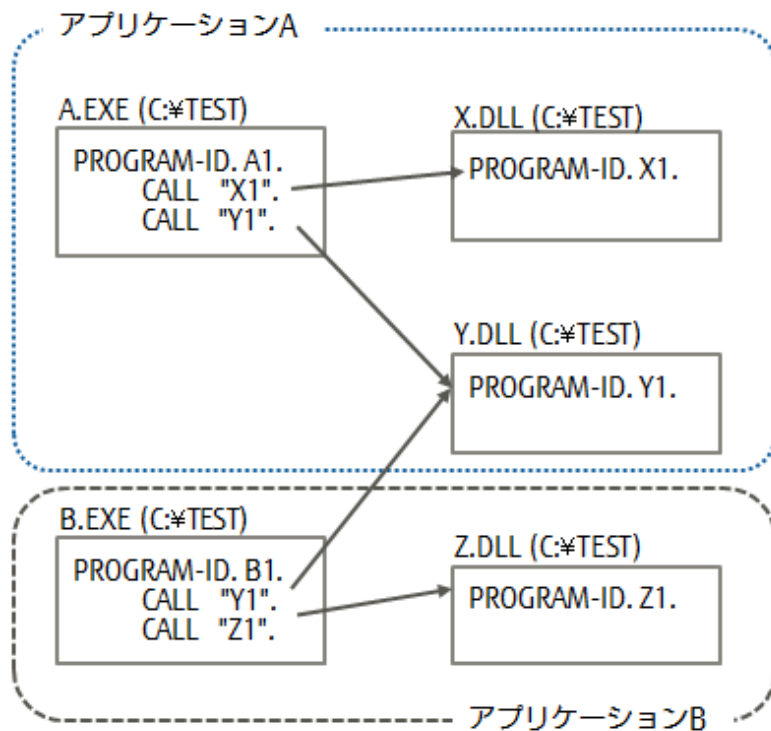 アプリケーションA
A.EXE (C:¥TEST)
PROGRAM-ID. A1.
CALL "X1".
CALL "Y1".
X.DLL (C:¥TEST)
PROGRAM-ID. X1.
Y.DLL (C:¥TEST)
PROGRAM-ID. Y1.
B.EXE (C:¥TEST)
PROGRAM-ID. B1.
CALL "Y1".
CALL "Z1".
Z.DLL (C:¥TEST)
PROGRAM-ID. Z1.
アプリケーションB